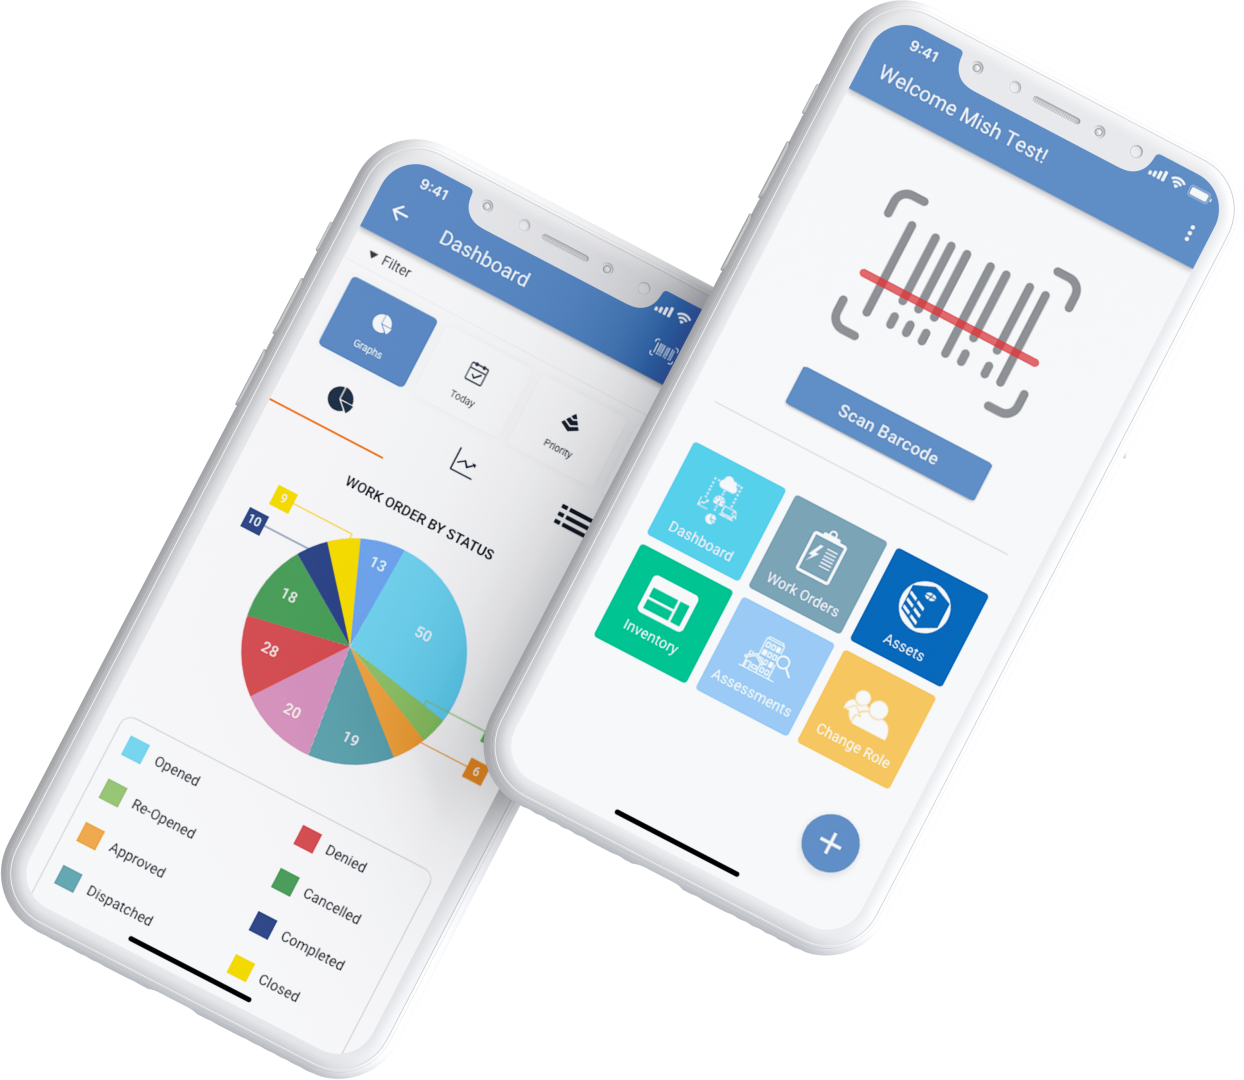 9:41
Dashboard
Filter
Graphs
Today
Priority
WORK ORDER BY STATUS
9
10
13
50
18
28
20
19
6
Opened
Re-Opened
Approved
Dispatched
Denied
Cancelled
Completed
Closed
9:41
Welcome Mish Test!
Scan Barcode
Dashboard
Work Orders
Assets
Inventory
Assessments
Change Role